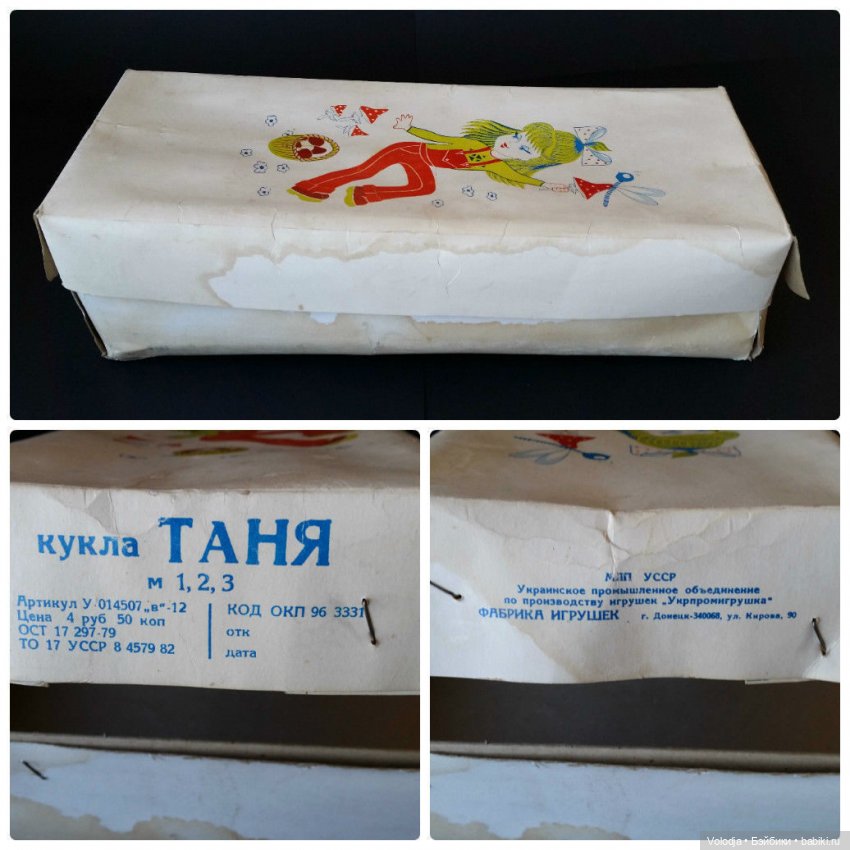 кукла ТАНЯ
м 1, 2, 3
Артикул У 014507 „в“-12
Цена 4 руб 50 коп
ОСТ 17 297-79
ТО 17 УССР 8 4579 82
КОД ОКП 96 3331
отк
дата
МЛП УССР
Украинское промышленное объединение
по производству игрушек „Укрпромигрушка“
ФАБРИКА ИГРУШЕК г. Донецк-340068, ул. Кирова, 90
Volodja • Бэйбики • babiki.ru